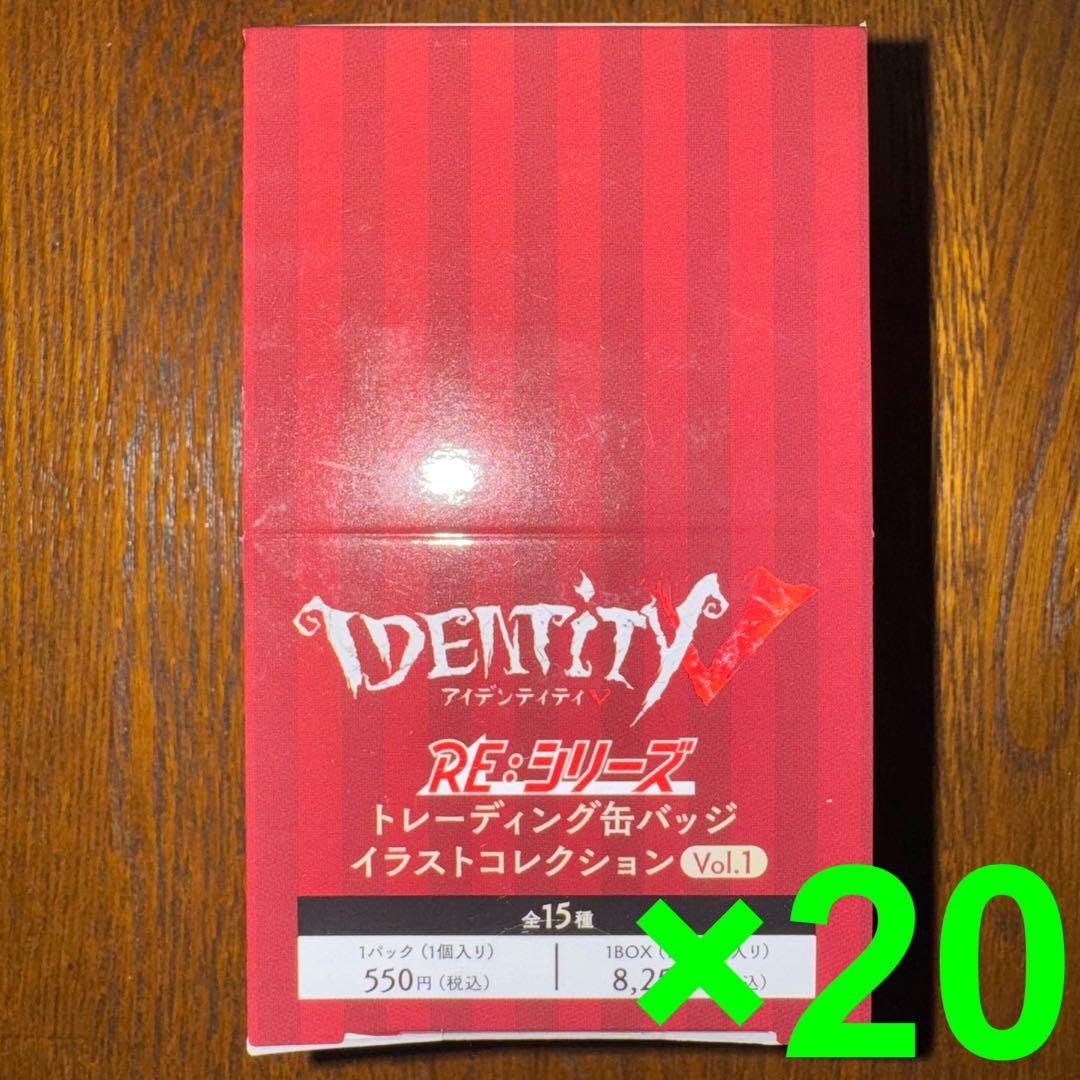 IDENTITY V
アイデンティティV
RE:シリーズ
トレーディング缶バッジ
イラストコレクション Vol.1
全15種
1パック(1個入り) 1BOX
550円(税込)
×20